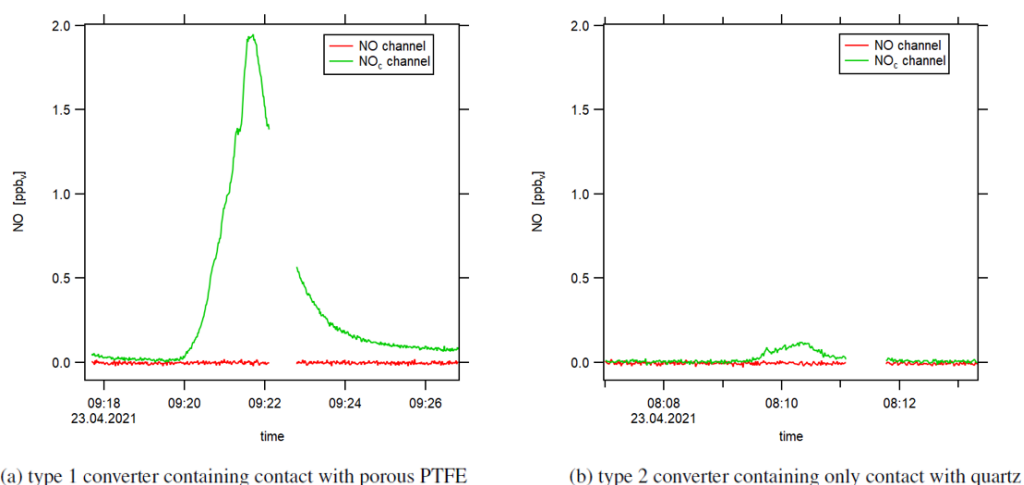 2.0
1.5
1.0
0.5
0.0
NO [ppbv]
NO channel
NOc channel
09:18
23.04.2021
09:20
09:22
09:24
09:26
time
(a) type 1 converter containing contact with porous PTFE
2.0
1.5
1.0
0.5
0.0
NO [ppbv]
NO channel
NOc channel
08:08
23.04.2021
08:10
08:12
time
(b) type 2 converter containing only contact with quartz